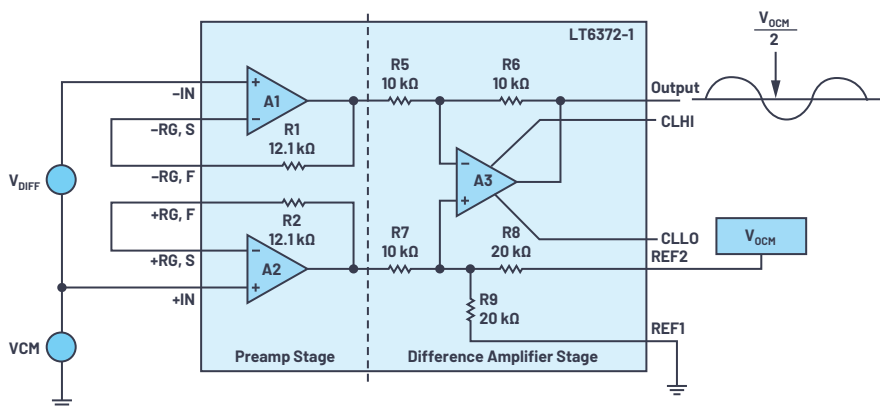 LT6372-1
V_OCM
2
R5
10 kΩ
R6
10 kΩ
Output
+
–
A1
–IN
–RG, S
R1
12.1 kΩ
CLHI
–RG, F
–
+
A3
V_DIFF
+RG, F
R2
12.1 kΩ
R7
10 kΩ
R8
20 kΩ
CLLO
V_OCM
+RG, S
–
+
A2
REF2
+IN
R9
20 kΩ
REF1
VCM
Preamp Stage
Difference Amplifier Stage